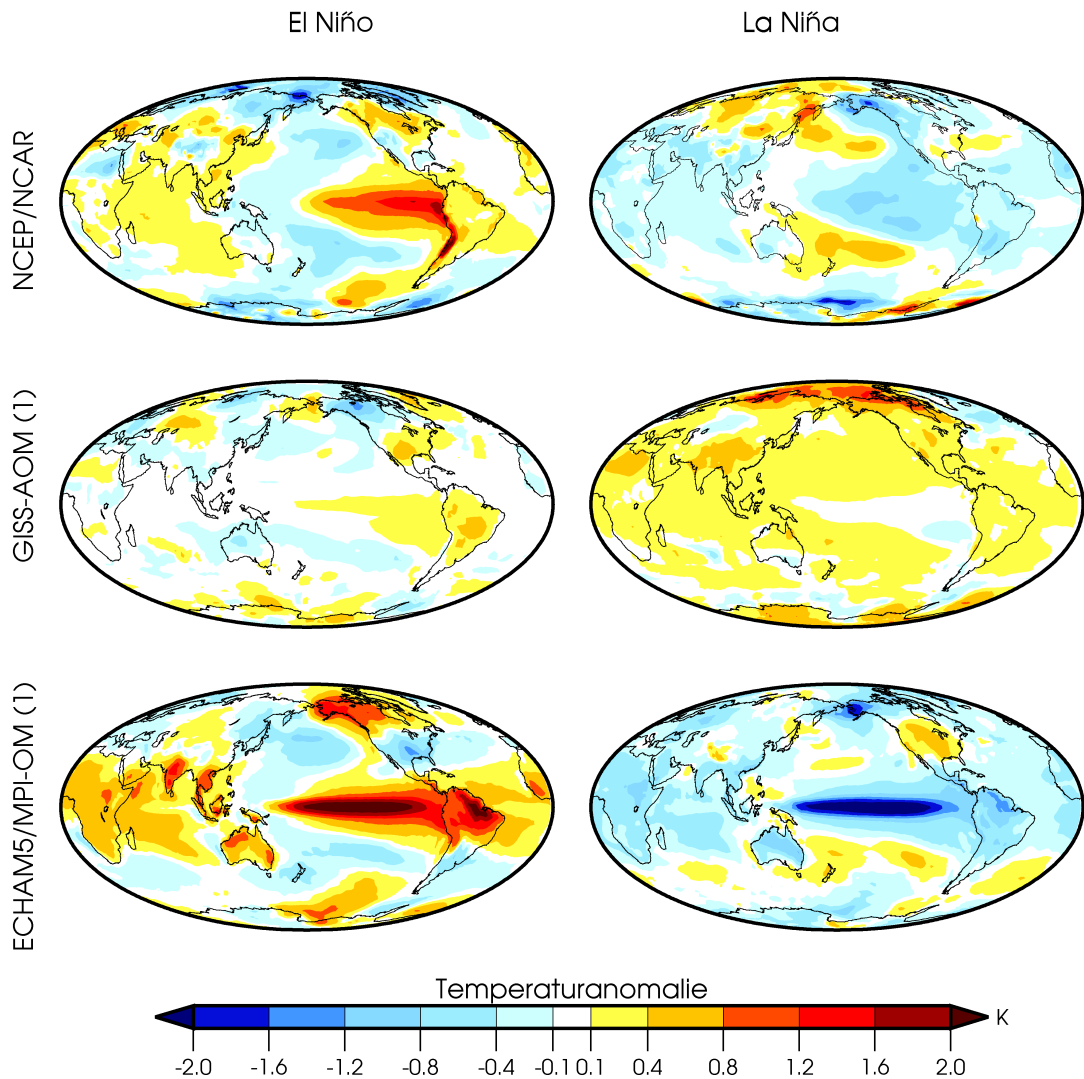 El Niño
La Niña
NCEP/NCAR
GISS-AOM (1)
ECHAM5/MPI-OM (1)
Temperaturanomalie
K
-2.0 -1.6 -1.2 -0.8 -0.4 -0.1 0.1 0.4 0.8 1.2 1.6 2.0